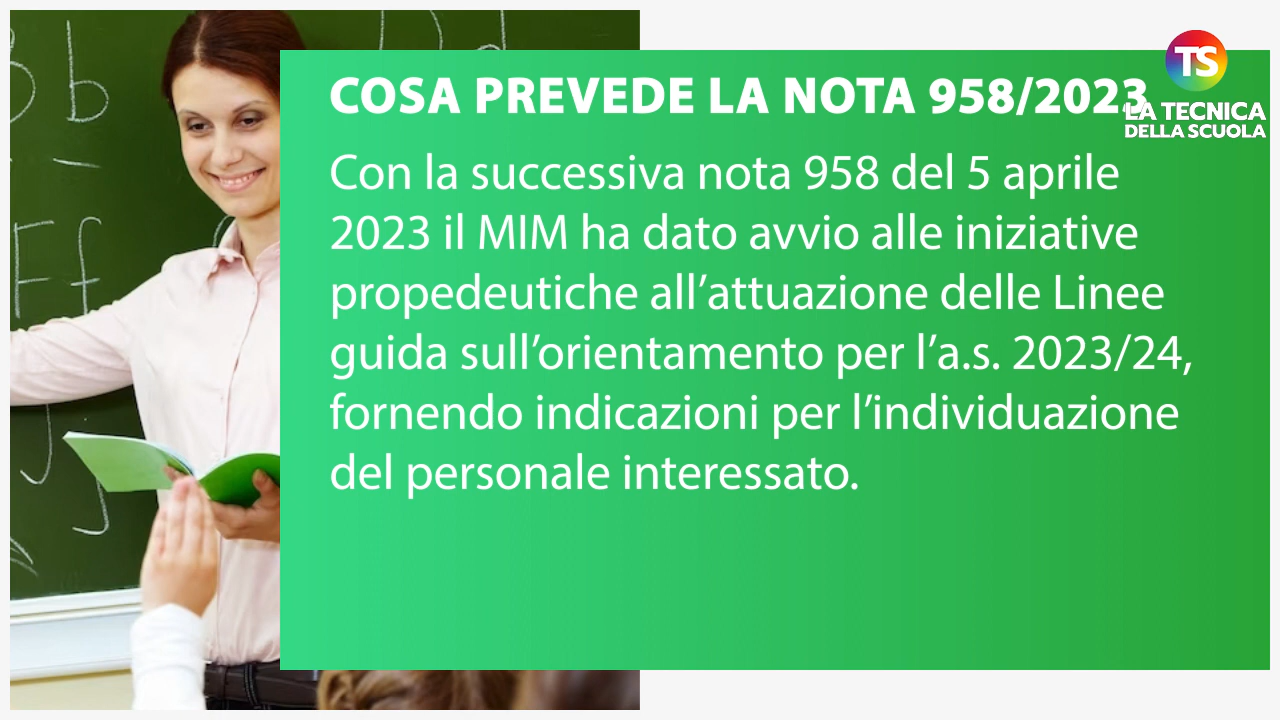 COSA PREVEDE LA NOTA 958/2023
TS
LA TECNICA
DELLA SCUOLA
Con la successiva nota 958 del 5 aprile
2023 il MIM ha dato avvio alle iniziative
propedeutiche all’attuazione delle Linee
guida sull’orientamento per l’a.s. 2023/24,
fornendo indicazioni per l’individuazione
del personale interessato.
b
Ff